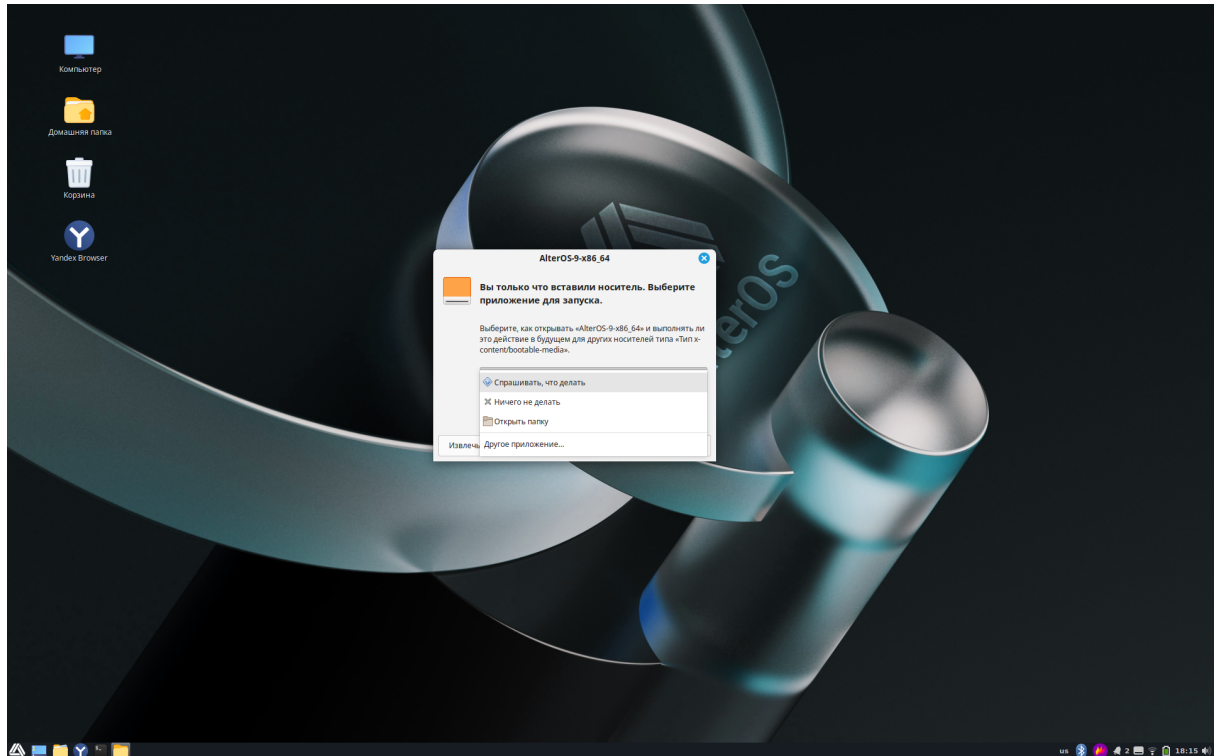 Компьютер
Домашняя папка
Корзина
Yandex Browser
AlterOS-9-x86_64
Вы только что вставили носитель. Выберите
приложение для запуска.
Выберите, как открывать «AlterOS-9-x86_64» и выполнять ли
это действие в будущем для других носителей типа «Тип x-
content/bootable-media».
Спрашивать, что делать
Ничего не делать
Открыть папку
Другое приложение...
Извлечь
terOS
us 2 18:15